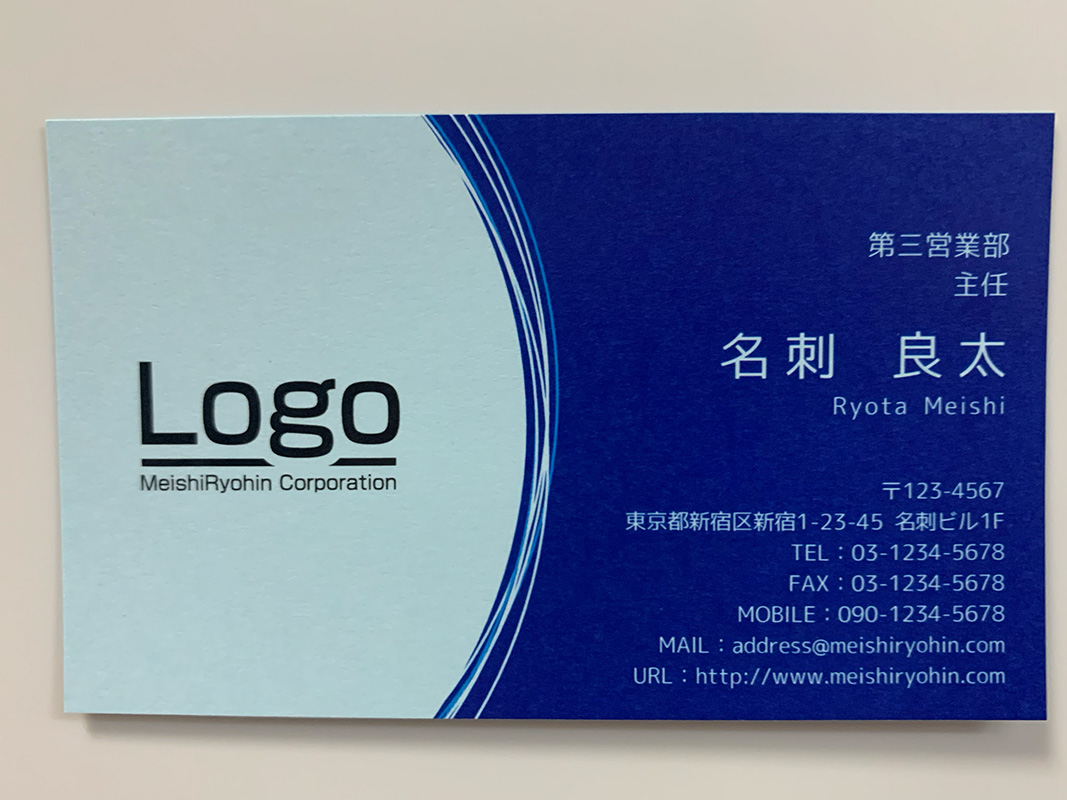 Logo
MeishiRyohin Corporation
第三営業部
主任
名刺 良太
Ryota Meishi
〒123-4567
東京都新宿区新宿1-23-45 名刺ビル1F
TEL：03-1234-5678
FAX：03-1234-5678
MOBILE：090-1234-5678
MAIL：address@meishiryohin.com
URL：http://www.meishiryohin.com